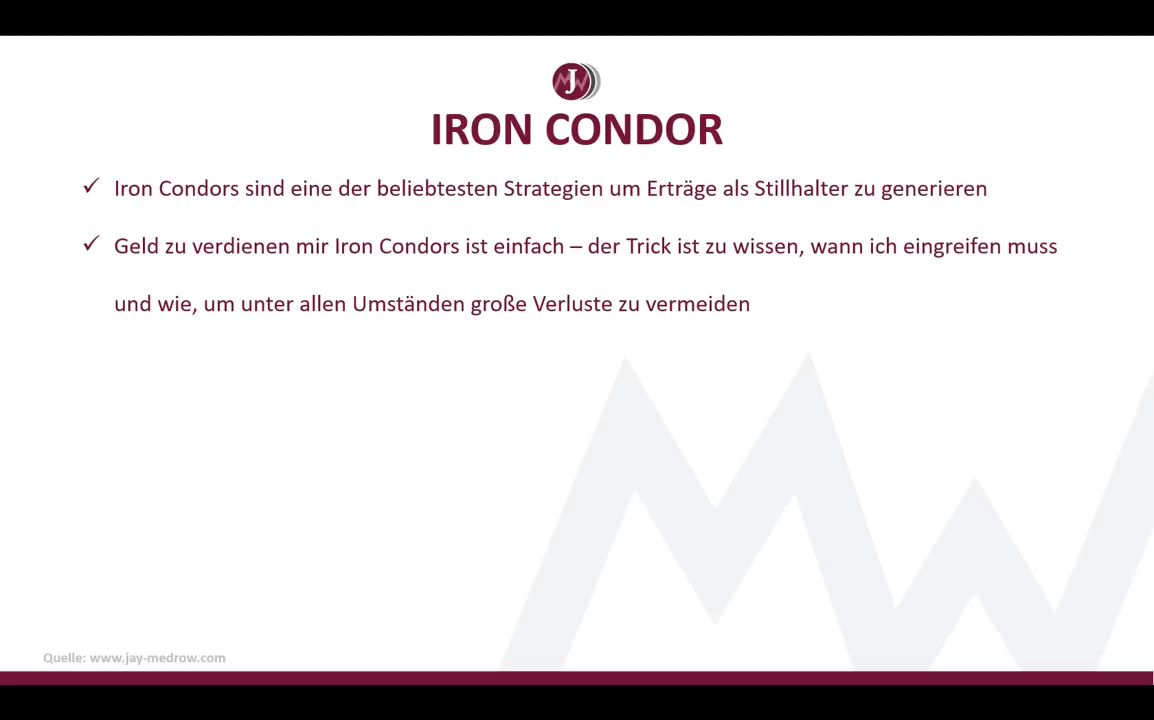 J
IRON CONDOR
✓ Iron Condors sind eine der beliebtesten Strategien um Erträge als Stillhalter zu generieren
✓ Geld zu verdienen mir Iron Condors ist einfach – der Trick ist zu wissen, wann ich eingreifen muss
und wie, um unter allen Umständen große Verluste zu vermeiden
Quelle: www.jay-medrow.com